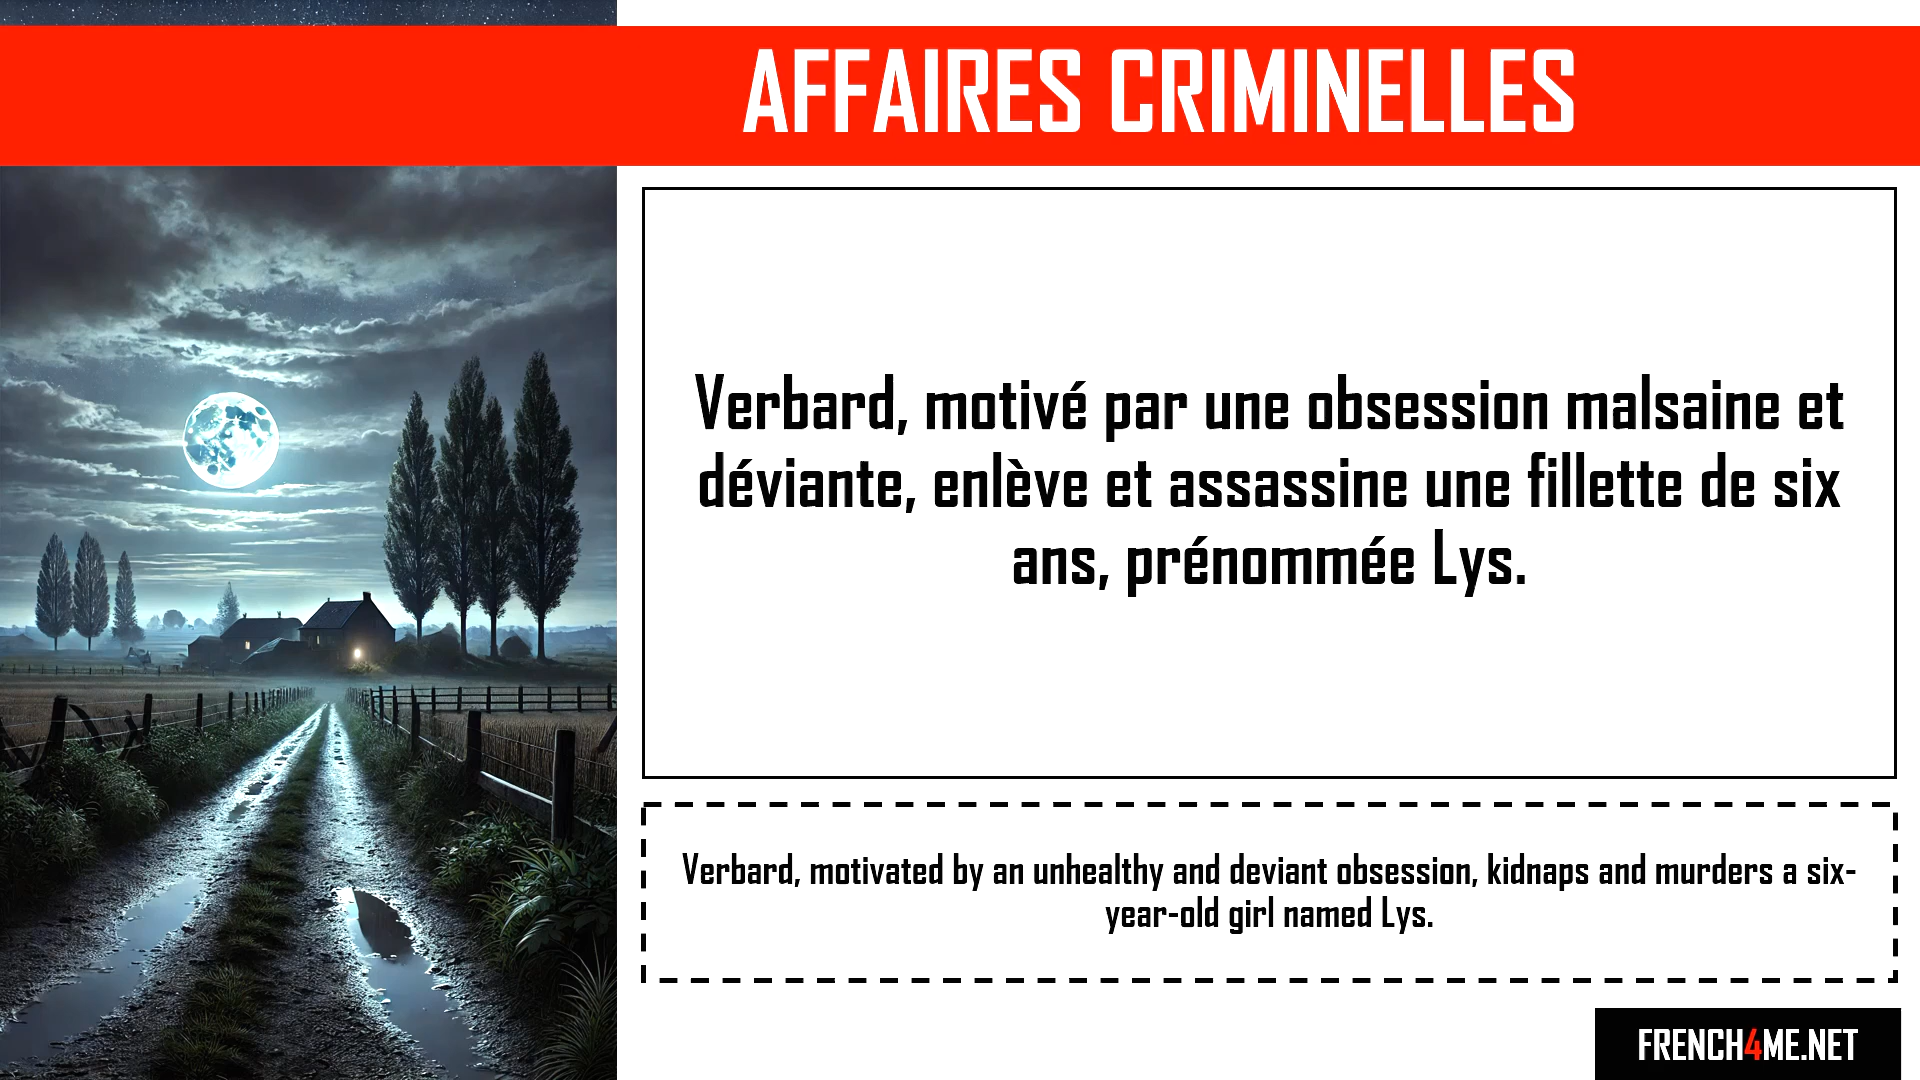 AFFAIRES CRIMINELLES
Verbard, motivé par une obsession malsaine et
déviante, enlève et assassine une fillette de six
ans, prénommée Lys.
Verbard, motivated by an unhealthy and deviant obsession, kidnaps and murders a six-
year-old girl named Lys.
FRENCH4ME.NET